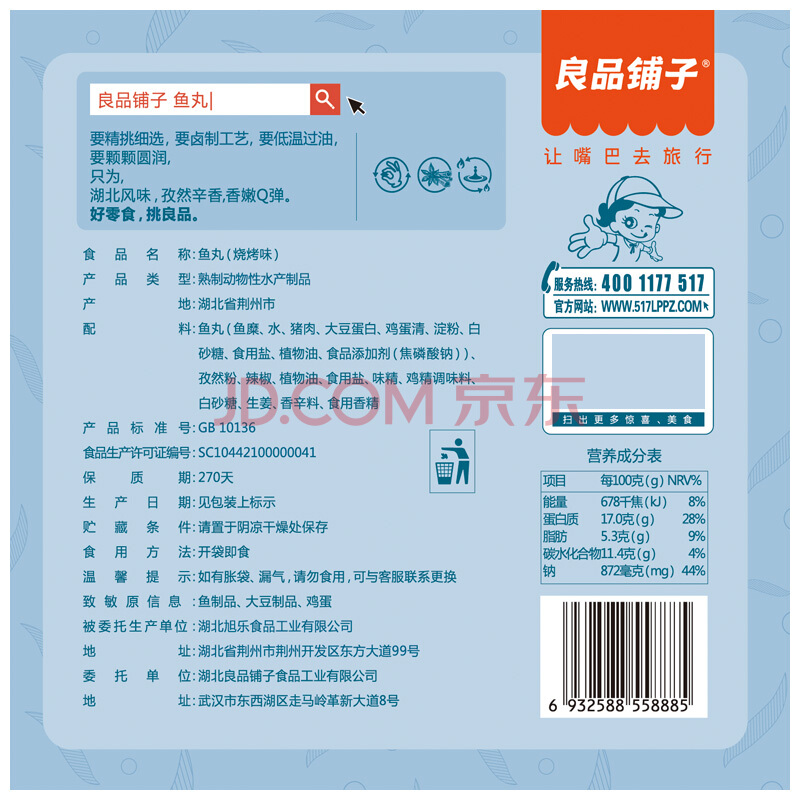 良品铺子®
让嘴巴去旅行
良品铺子 鱼丸
要精挑细选，要卤制工艺，要低温过油，
要颗颗圆润，
只为，
湖北风味，孜然辛香，香嫩Q弹。
好零食，挑良品。
服务热线：400 1177 517
官方网站：WWW.517LPPZ.COM
扫出更多惊喜、美食
食品名称：鱼丸（烧烤味）
产品类型：熟制动物性水产制品
产地：湖北省荆州市
配料：鱼丸（鱼糜、水、猪肉、大豆蛋白、鸡蛋清、淀粉、白
砂糖、食用盐、植物油、食品添加剂（焦磷酸钠））、
孜然粉、辣椒、植物油、食用盐、味精、鸡精调味料、
白砂糖、生姜、香辛料、食用香精
产品标准号：GB 10136
食品生产许可证编号：SC10442100000041
保质期：270天
生产日期：见包装上标示
贮藏条件：请置于阴凉干燥处保存
食用方法：开袋即食
温馨提示：如有胀袋、漏气，请勿食用，可与客服联系更换
致敏原信息：鱼制品、大豆制品、鸡蛋
被委托生产单位：湖北旭乐食品工业有限公司
地址：湖北省荆州市荆州开发区东方大道99号
委托单位：湖北良品铺子食品工业有限公司
地址：武汉市东西湖区走马岭革新大道8号
JD.COM 京东
营养成分表
项目 每100克(g) NRV%
能量 678千焦(kJ) 8%
蛋白质 17.0克(g) 28%
脂肪 5.3克(g) 9%
碳水化合物11.4克(g) 4%
钠 872毫克(mg) 44%
6 932588 558885